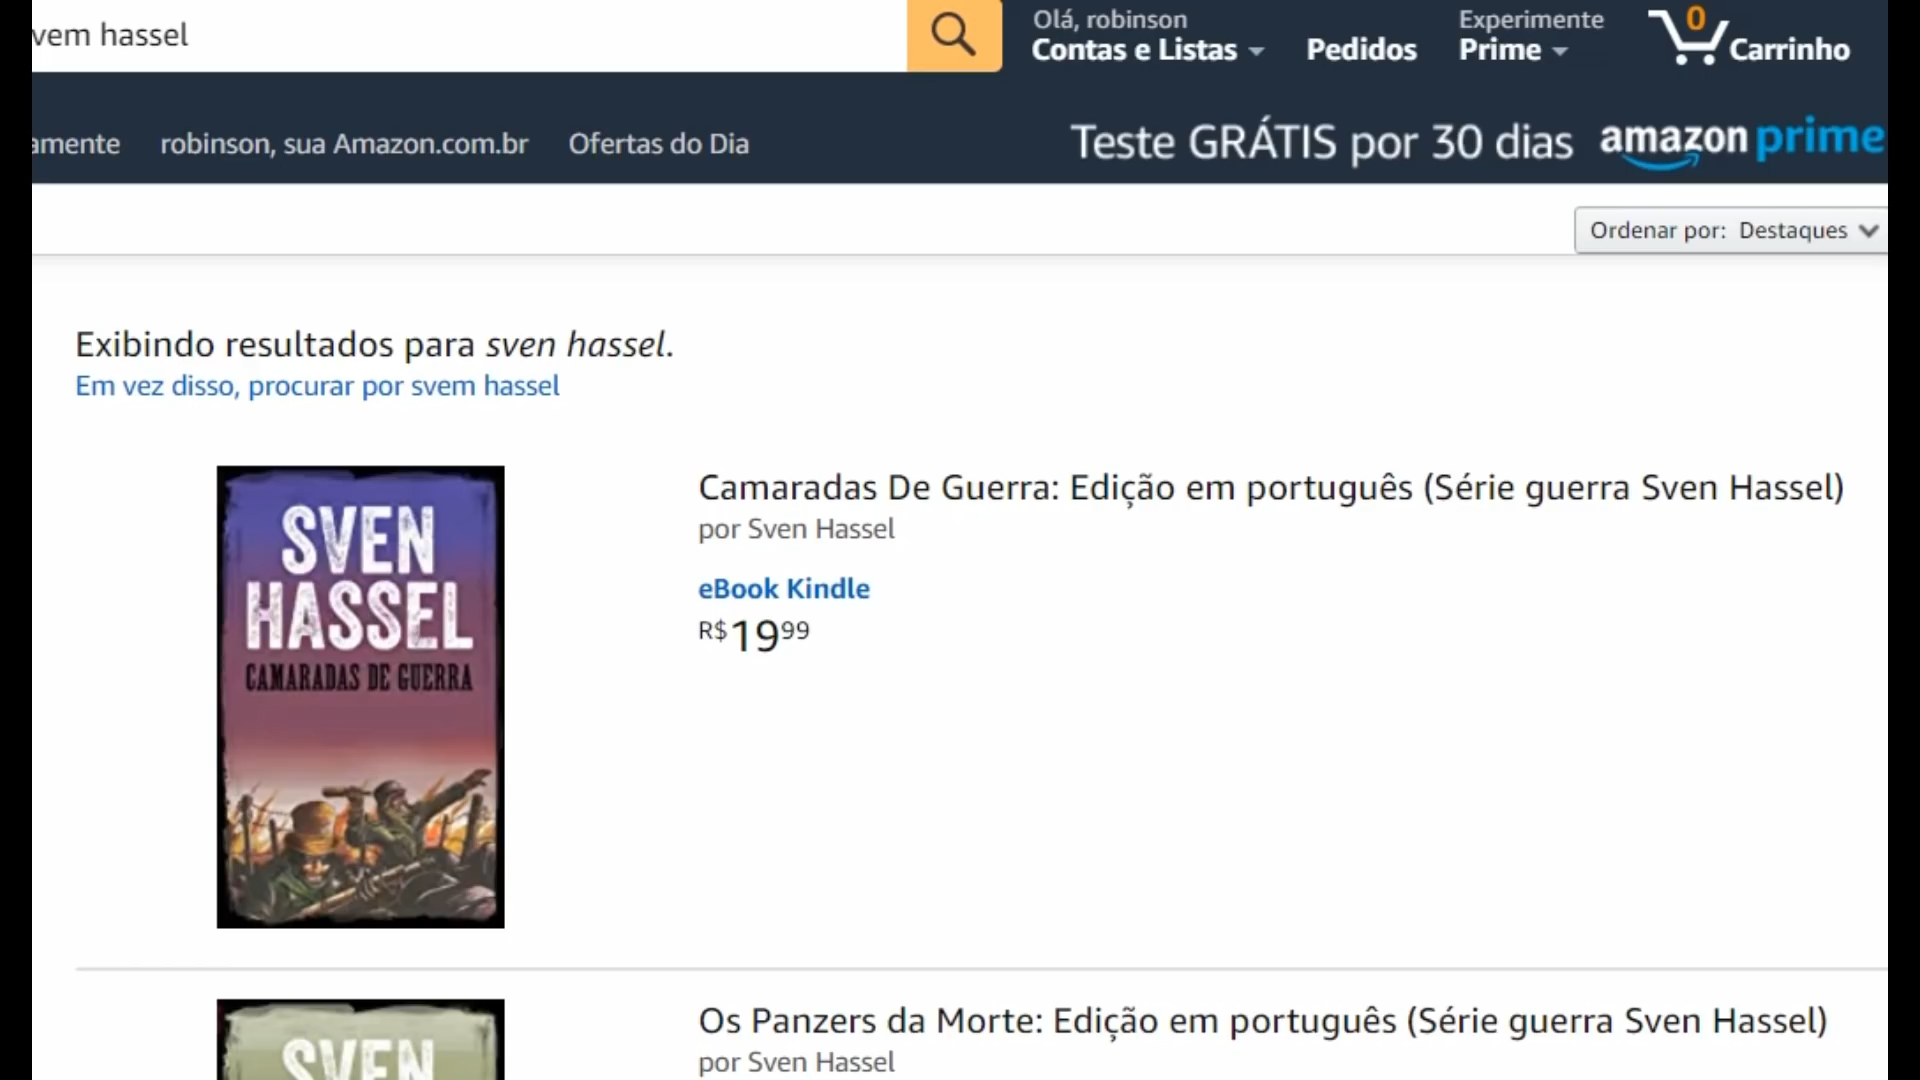 vem hassel
Olá, robinson
Contas e Listas
Pedidos
Experimente
Prime
0
Carrinho
amente
robinson, sua Amazon.com.br
Ofertas do Dia
Teste GRÁTIS por 30 dias
amazon prime
Ordenar por: Destaques
Exibindo resultados para sven hassel.
Em vez disso, procurar por svem hassel
SVEN
HASSEL
CAMARADAS DE GUERRA
Camaradas De Guerra: Edição em português (Série guerra Sven Hassel)
por Sven Hassel
eBook Kindle
R$ 19 99
SVEN
Os Panzers da Morte: Edição em português (Série guerra Sven Hassel)
por Sven Hassel